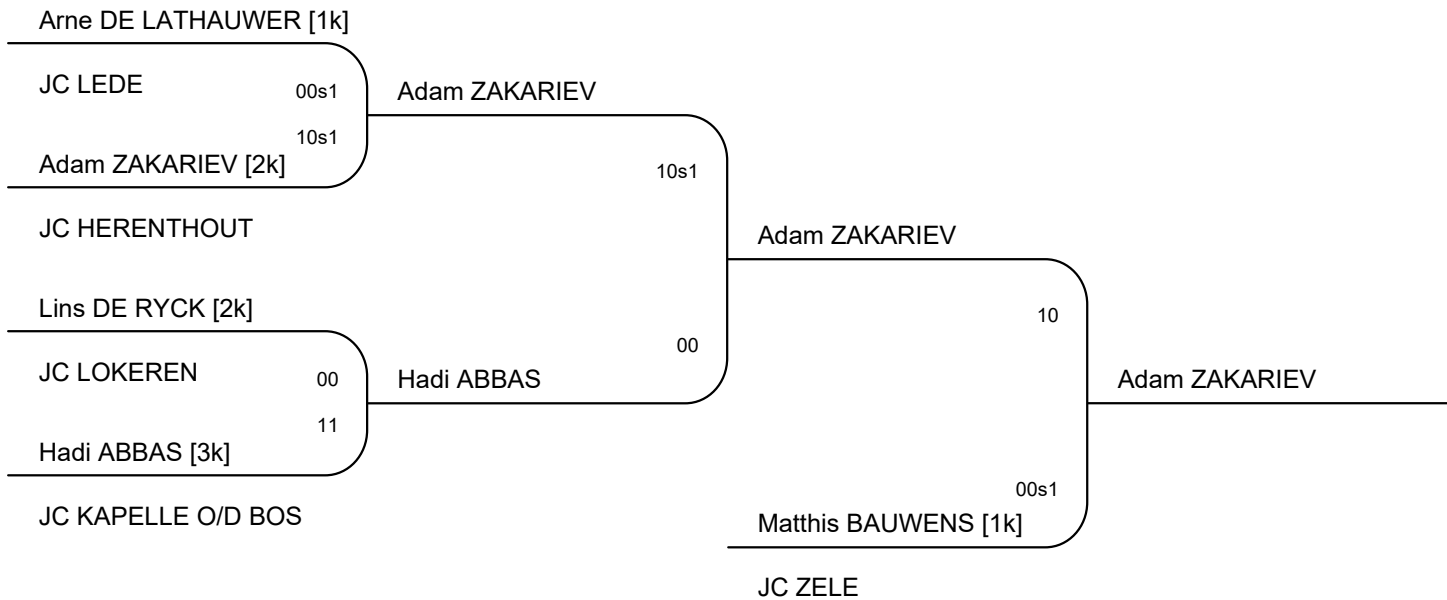 Arne DE LATHAUWER [1k]
JC LEDE
00s1
10s1
Adam ZAKARIEV [2k]
JC HERENTHOUT
Lins DE RYCK [2k]
JC LOKEREN
00
11
Hadi ABBAS [3k]
JC KAPELLE O/D BOS
Adam ZAKARIEV
10s1
00
Hadi ABBAS
Adam ZAKARIEV
10
00s1
Matthis BAUWENS [1k]
JC ZELE
Adam ZAKARIEV